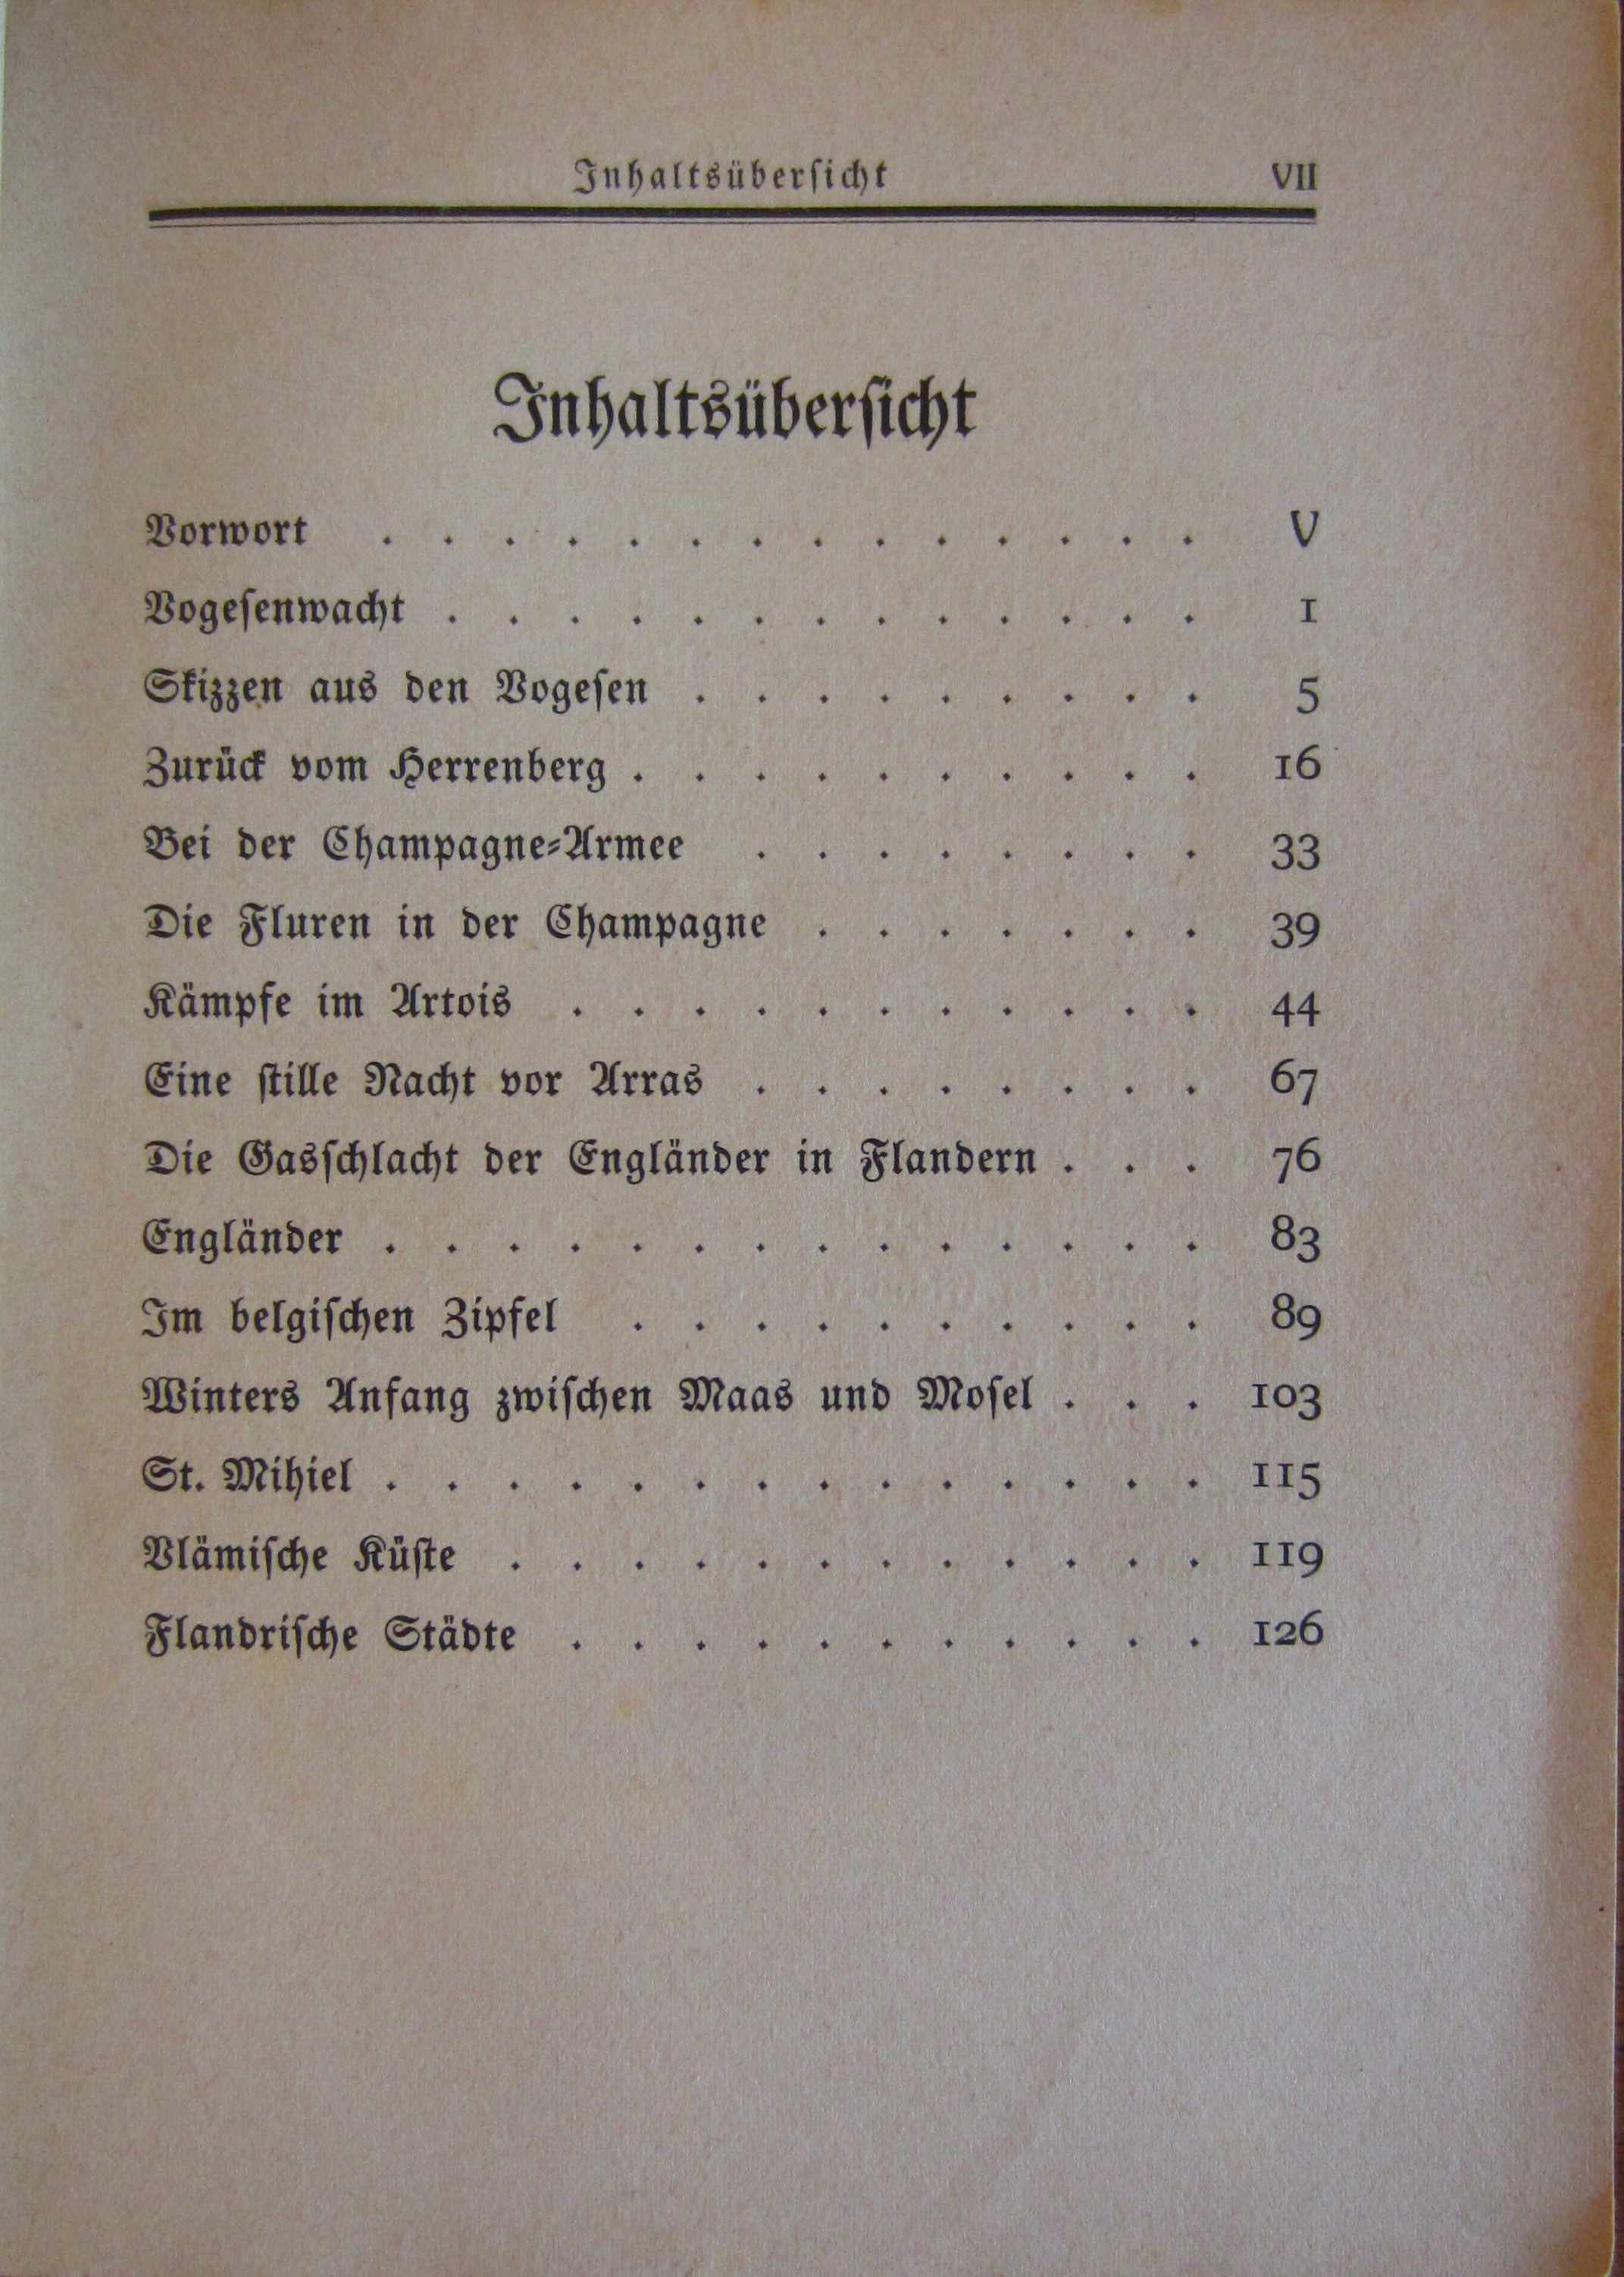 Inhaltsüberſicht VII
Inhaltsüberſicht
Vorwort . . . . . . . . . . . . . . V
Vogeſenwacht . . . . . . . . . . . . . 1
Skizzen aus den Vogeſen . . . . . . . . . 5
Zurück vom Herrenberg . . . . . . . . . . 16
Bei der Champagne-Armee . . . . . . . . 33
Die Fluren in der Champagne . . . . . . . 39
Kämpfe im Artois . . . . . . . . . . . 44
Eine ſtille Nacht vor Arras . . . . . . . . 67
Die Gasſchlacht der Engländer in Flandern . . . 76
Engländer . . . . . . . . . . . . . . 83
Im belgiſchen Zipfel . . . . . . . . . . 89
Winters Anfang zwiſchen Maas und Moſel . . . 103
St. Mihiel . . . . . . . . . . . . . . 115
Vlämiſche Küſte . . . . . . . . . . . . 119
Flandriſche Städte . . . . . . . . . . . 126